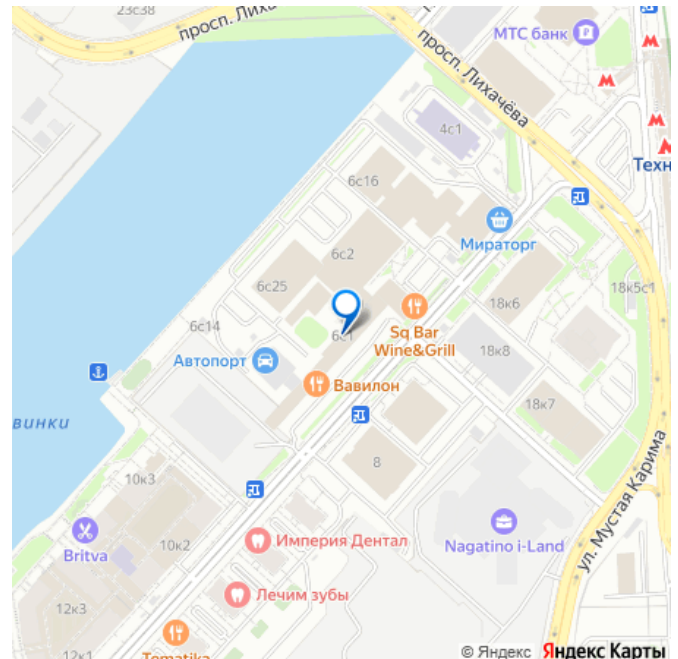 23с38
просп. Лихачёва
МТС банк
просп. Лихачёва
4с1
Техн
6с16
Мираторг
6с2
6с25
18к5с1
18к6
6с14
6с1
Sq Bar
Wine&Grill
18к8
Автопорт
Вавилон
18к7
винки
8
10к3
ул. Мустая Карима
Britva
10к2
Империя Дентал
Nagatino i-Land
Лечим зубы
12к3
12к1
Tematika
© Яндекс Яндекс Карты